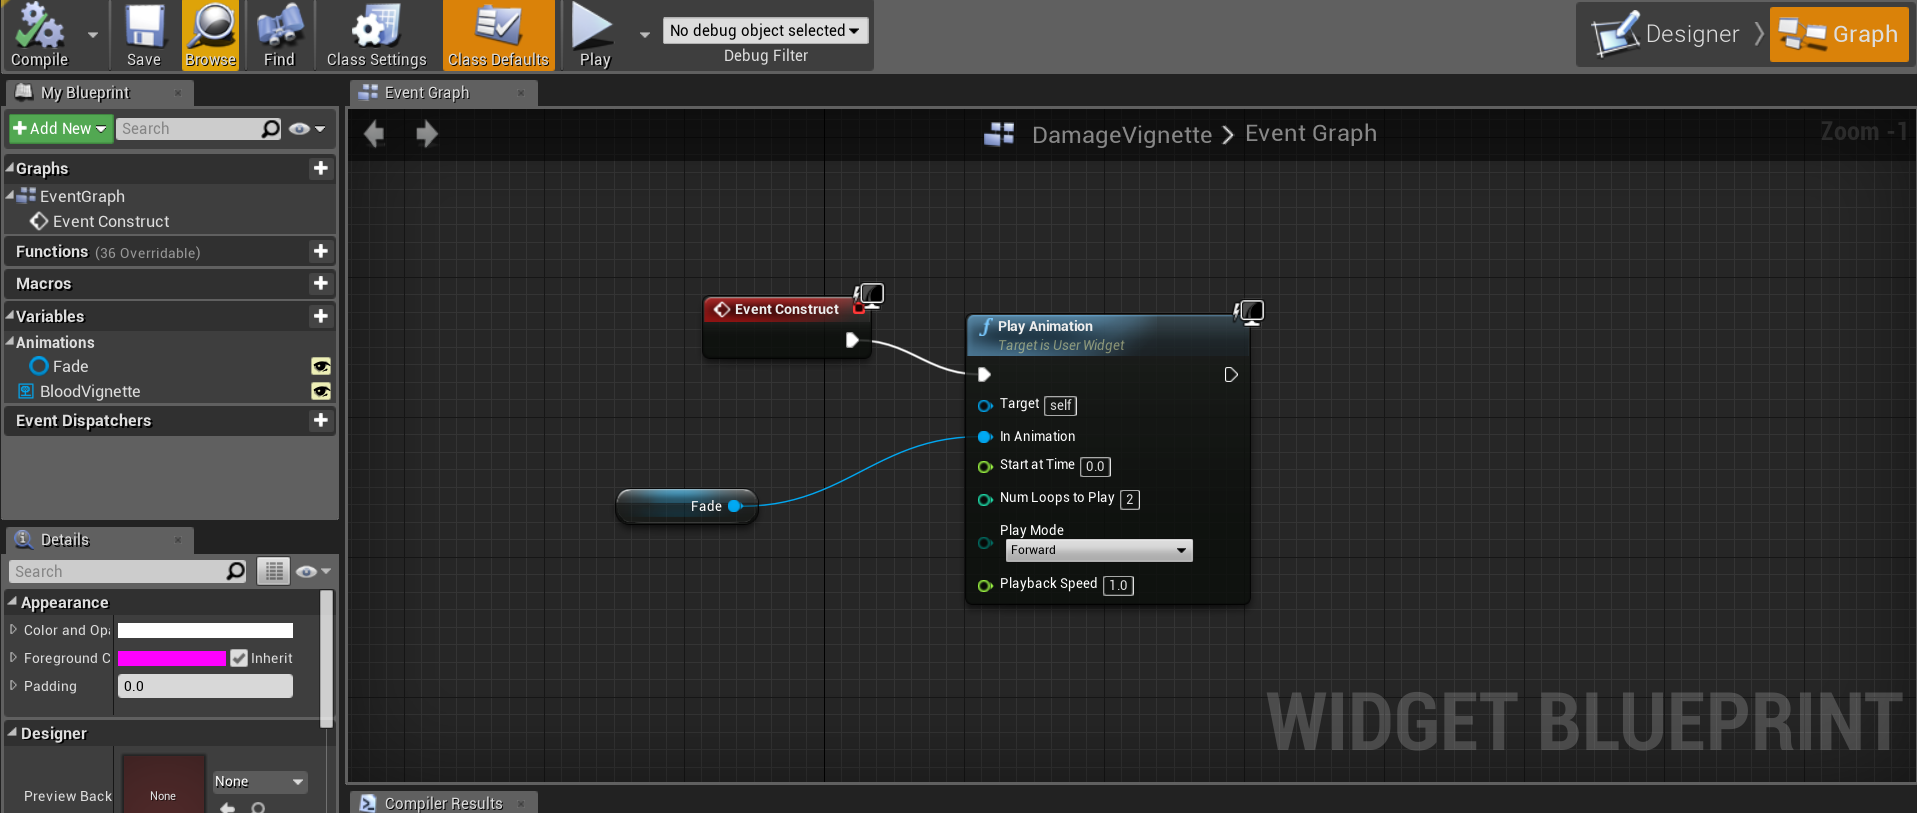 Compile
Save
Browse
Find
Class Settings
Class Defaults
Play
No debug object selected
Debug Filter
Designer
Graph
My Blueprint
Add New
Search
Graphs
EventGraph
Event Construct
Functions (36 Overridable)
Macros
Variables
Animations
Fade
BloodVignette
Event Dispatchers
Details
Search
Appearance
Color and Opa
Foreground C
Inherit
Padding
0.0
Designer
Preview Back
None
None
Event Graph
DamageVignette > Event Graph
Zoom -1
Event Construct
f Play Animation
Target is User Widget
Target self
In Animation
Start at Time 0.0
Num Loops to Play 2
Play Mode
Forward
Playback Speed 1.0
Fade
WIDGET BLUEPRINT
Compiler Results